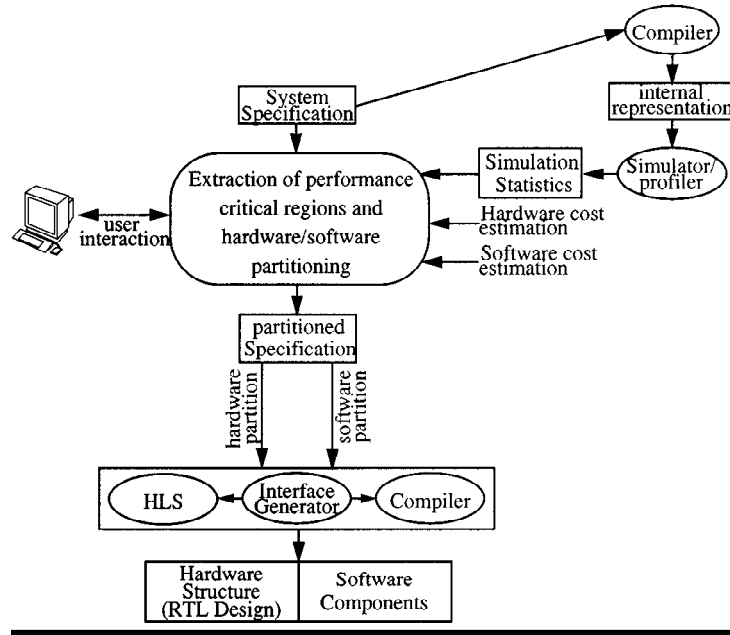 Compiler
System
Specification
internal
representation
Simulator/
profiler
Simulation
Statistics
Extraction of performance
critical regions and
hardware/software
partitioning
user
interaction
Hardware cost
estimation
Software cost
estimation
partitioned
Specification
hardware
partition
software
partition
HLS
Interface
Generator
Compiler
Hardware
Structure
(RTL Design)
Software
Components